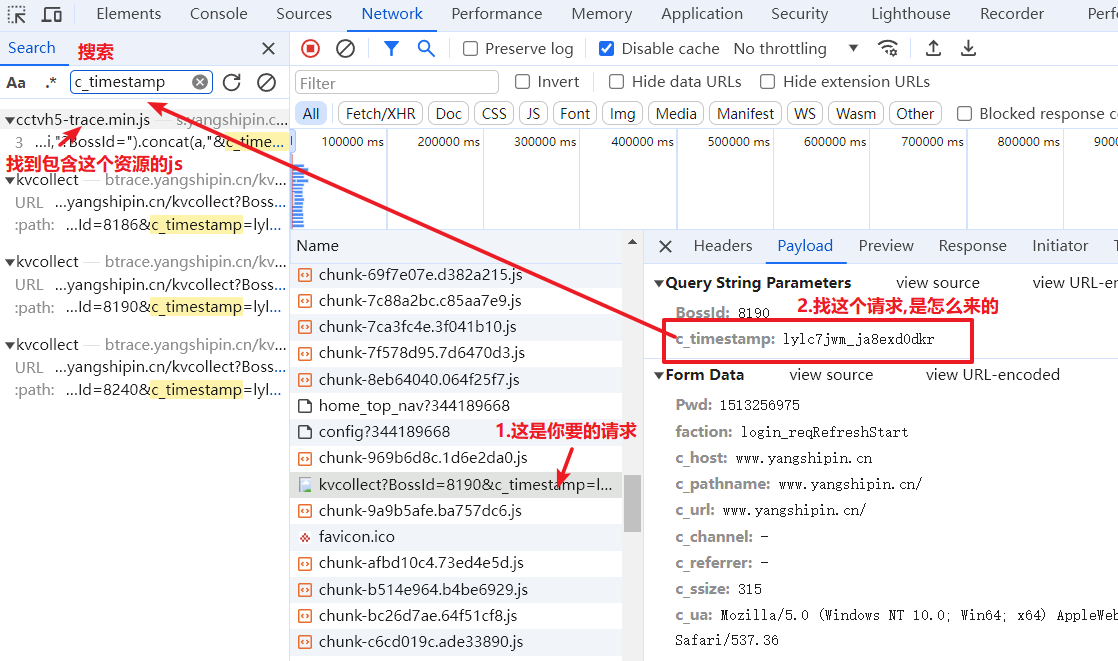 Elements Console Sources Network Performance Memory Application Security Lighthouse Recorder Perf
Search 搜索
Preserve log Disable cache No throttling
Aa .* c_timestamp
Filter Invert Hide data URLs Hide extension URLs
All Fetch/XHR Doc CSS JS Font Img Media Manifest WS Wasm Other Blocked response c
100000 ms 200000 ms 300000 ms 400000 ms 500000 ms 600000 ms 700000 ms 800000 ms 9000
cctvh5-trace.min.js — s.yangshipin.c...
3 ...i,"?BossId=").concat(a,"&c_time...
找到包含这个资源的js
kvcollect — btrace.yangshipin.cn/kv...
URL ...yangshipin.cn/kvcollect?Boss...
:path: ...Id=8186&c_timestamp=lyl...
kvcollect — btrace.yangshipin.cn/kv...
URL ...yangshipin.cn/kvcollect?Boss...
:path: ...Id=8190&c_timestamp=lyl...
kvcollect — btrace.yangshipin.cn/kv...
URL ...yangshipin.cn/kvcollect?Boss...
:path: ...Id=8240&c_timestamp=lyl...
Name
chunk-69f7e07e.d382a215.js
chunk-7c88a2bc.c85aa7e9.js
chunk-7ca3fc4e.3f041b10.js
chunk-7f578d95.7d6470d3.js
chunk-8eb64040.064f25f7.js
home_top_nav?344189668
config?344189668
1.这是你要的请求
chunk-969b6d8c.1d6e2da0.js
kvcollect?BossId=8190&c_timestamp=l...
chunk-9a9b5afe.ba757dc6.js
favicon.ico
chunk-afbd10c4.73ed4e5d.js
chunk-b514e964.b4be6929.js
chunk-bc26d7ae.64f51cf8.js
chunk-c6cd019c.ade33890.js
Headers Payload Preview Response Initiator T
Query String Parameters view source view URL-en
2.找这个请求,是怎么来的
BossId: 8190
c_timestamp: lylc7jwm_ja8exd0dkr
Form Data view source view URL-encoded
Pwd: 1513256975
faction: login_reqRefreshStart
c_host: www.yangshipin.cn
c_pathname: www.yangshipin.cn/
c_url: www.yangshipin.cn/
c_channel: -
c_referrer: -
c_ssize: 315
c_ua: Mozilla/5.0 (Windows NT 10.0; Win64; x64) AppleWeb
Safari/537.36